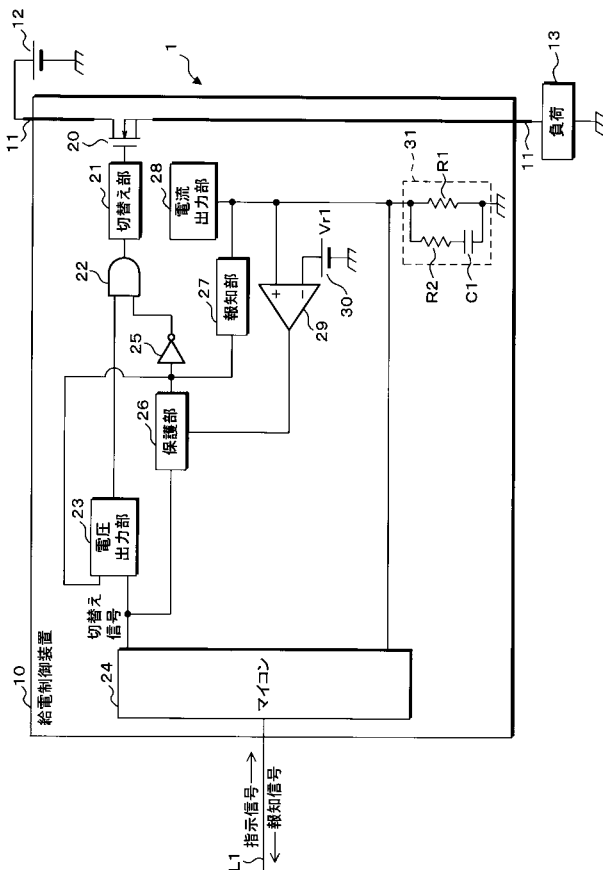 1
10
給電制御装置
11
12
20
21
切替え部
22
23
電圧
出力部
切替え
信号
24
マイコン
25
26
保護部
27
報知部
28
電流
出力部
29
Vr1
30
31
R1
R2
C1
11
13
負荷
L1
指示信号
報知信号
+
−